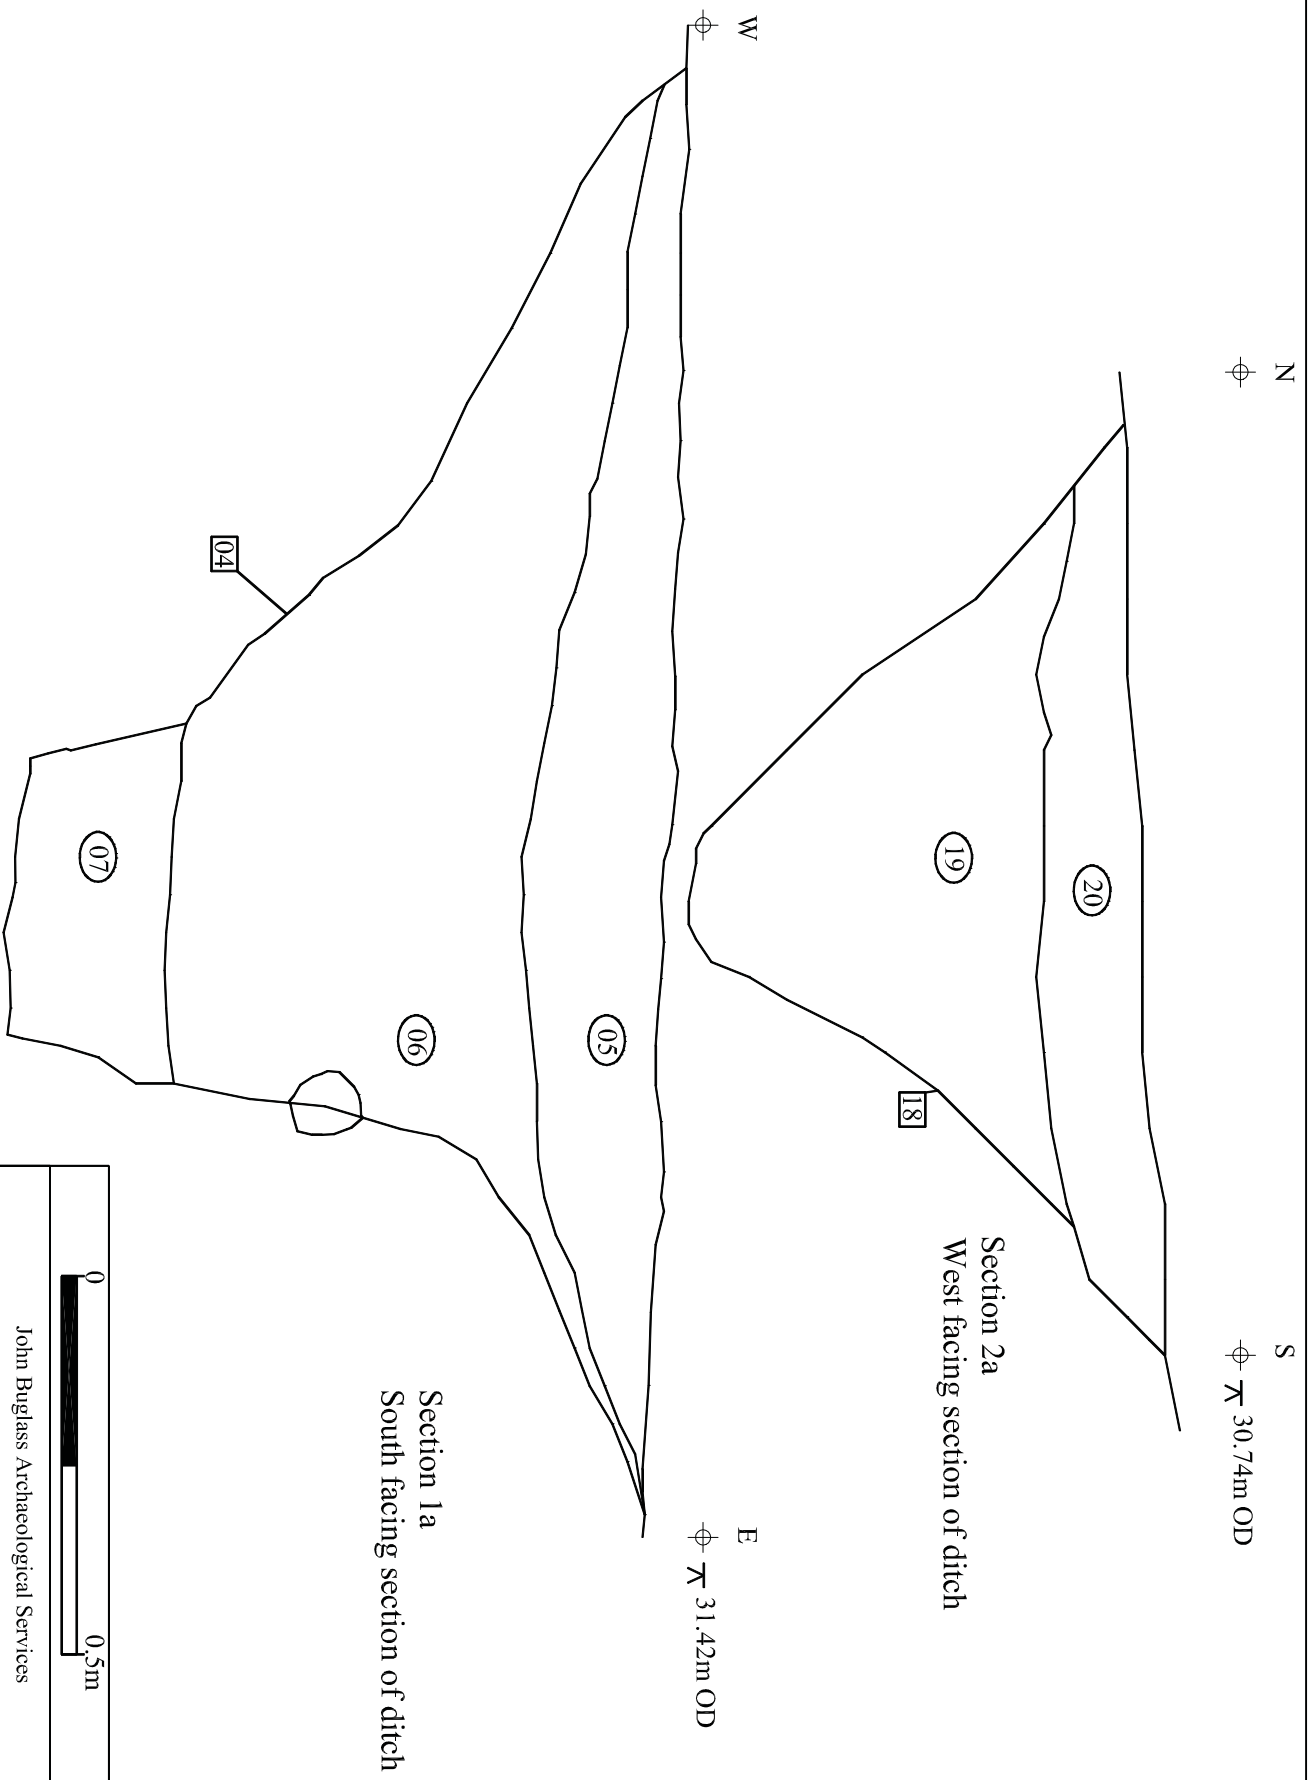 N
S
30.74m OD
20
19
18
Section 2a
West facing section of ditch
W
E
31.42m OD
05
06
04
07
Section 1a
South facing section of ditch
0
0.5m
John Buglass Archaeological Services